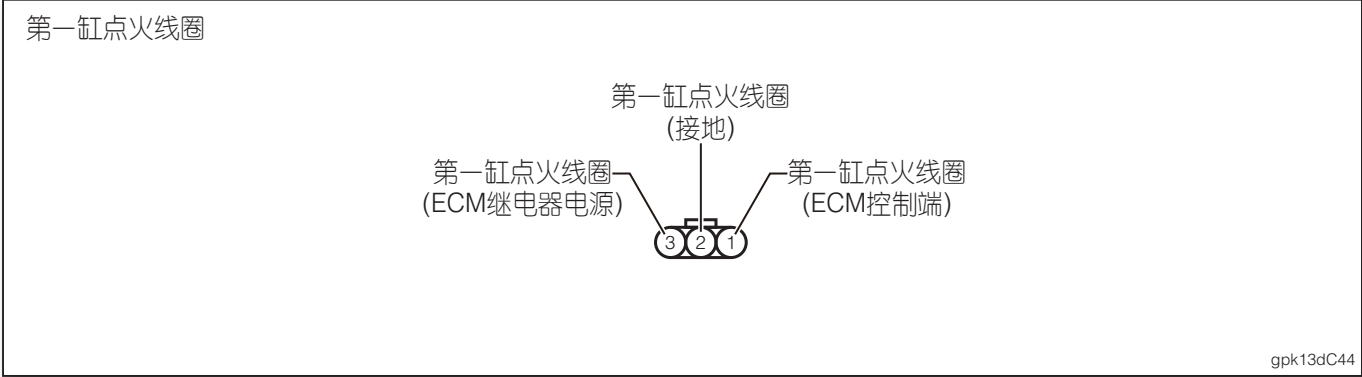 第一缸点火线圈
第一缸点火线圈
(接地)
第一缸点火线圈
(ECM继电器电源)
第一缸点火线圈
(ECM控制端)
3 2 1
gpk13dC44